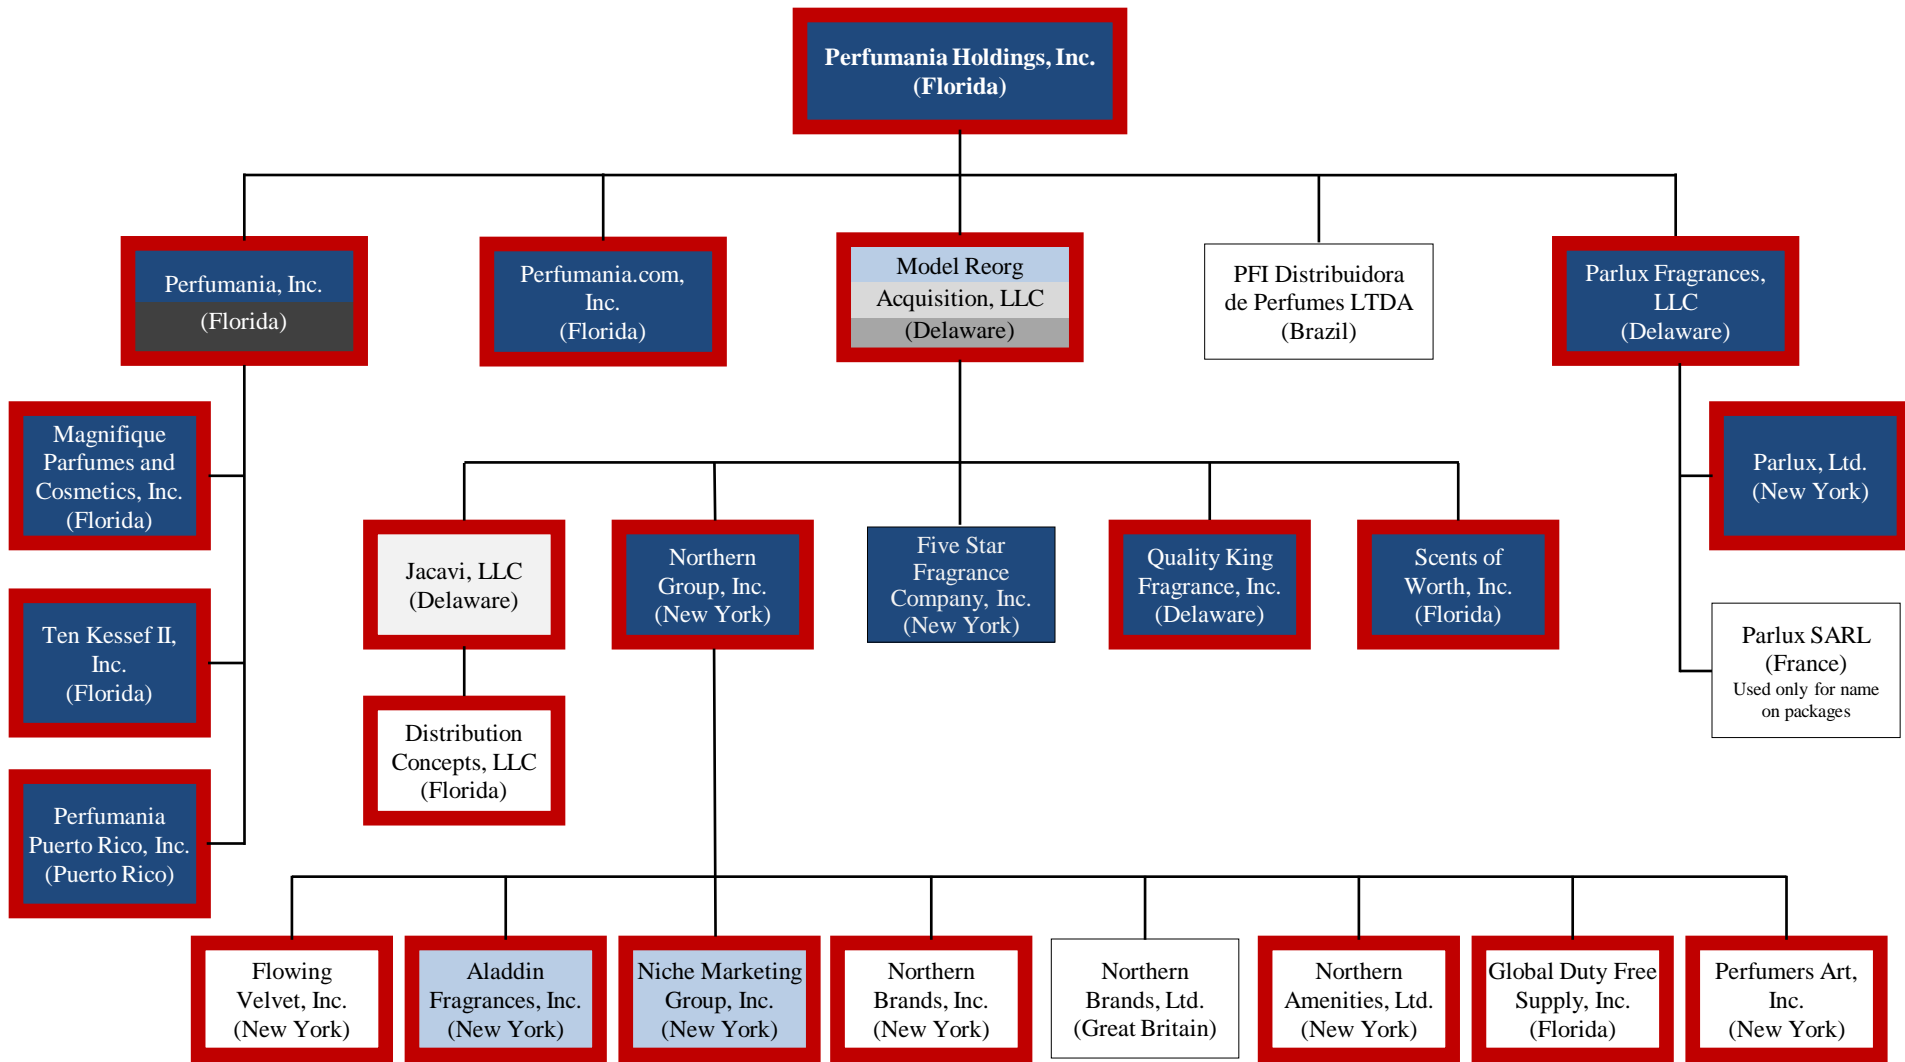 Perfumania Holdings, Inc.
(Florida)
Perfumania, Inc.
(Florida)
Perfumania.com,
Inc.
(Florida)
Model Reorg
Acquisition, LLC
(Delaware)
PFI Distribuidora
de Perfumes LTDA
(Brazil)
Parlux Fragrances,
LLC
(Delaware)
Magnifique
Parfumes and
Cosmetics, Inc.
(Florida)
Parlux, Ltd.
(New York)
Jacavi, LLC
(Delaware)
Northern
Group, Inc.
(New York)
Five Star
Fragrance
Company, Inc.
(New York)
Quality King
Fragrance, Inc.
(Delaware)
Scents of
Worth, Inc.
(Florida)
Ten Kessef II,
Inc.
(Florida)
Parlux SARL
(France)
Used only for name
on packages
Distribution
Concepts, LLC
(Florida)
Perfumania
Puerto Rico, Inc.
(Puerto Rico)
Flowing
Velvet, Inc.
(New York)
Aladdin
Fragrances, Inc.
(New York)
Niche Marketing
Group, Inc.
(New York)
Northern
Brands, Inc.
(New York)
Northern
Brands, Ltd.
(Great Britain)
Northern
Amenities, Ltd.
(New York)
Global Duty Free
Supply, Inc.
(Florida)
Perfumers Art,
Inc.
(New York)